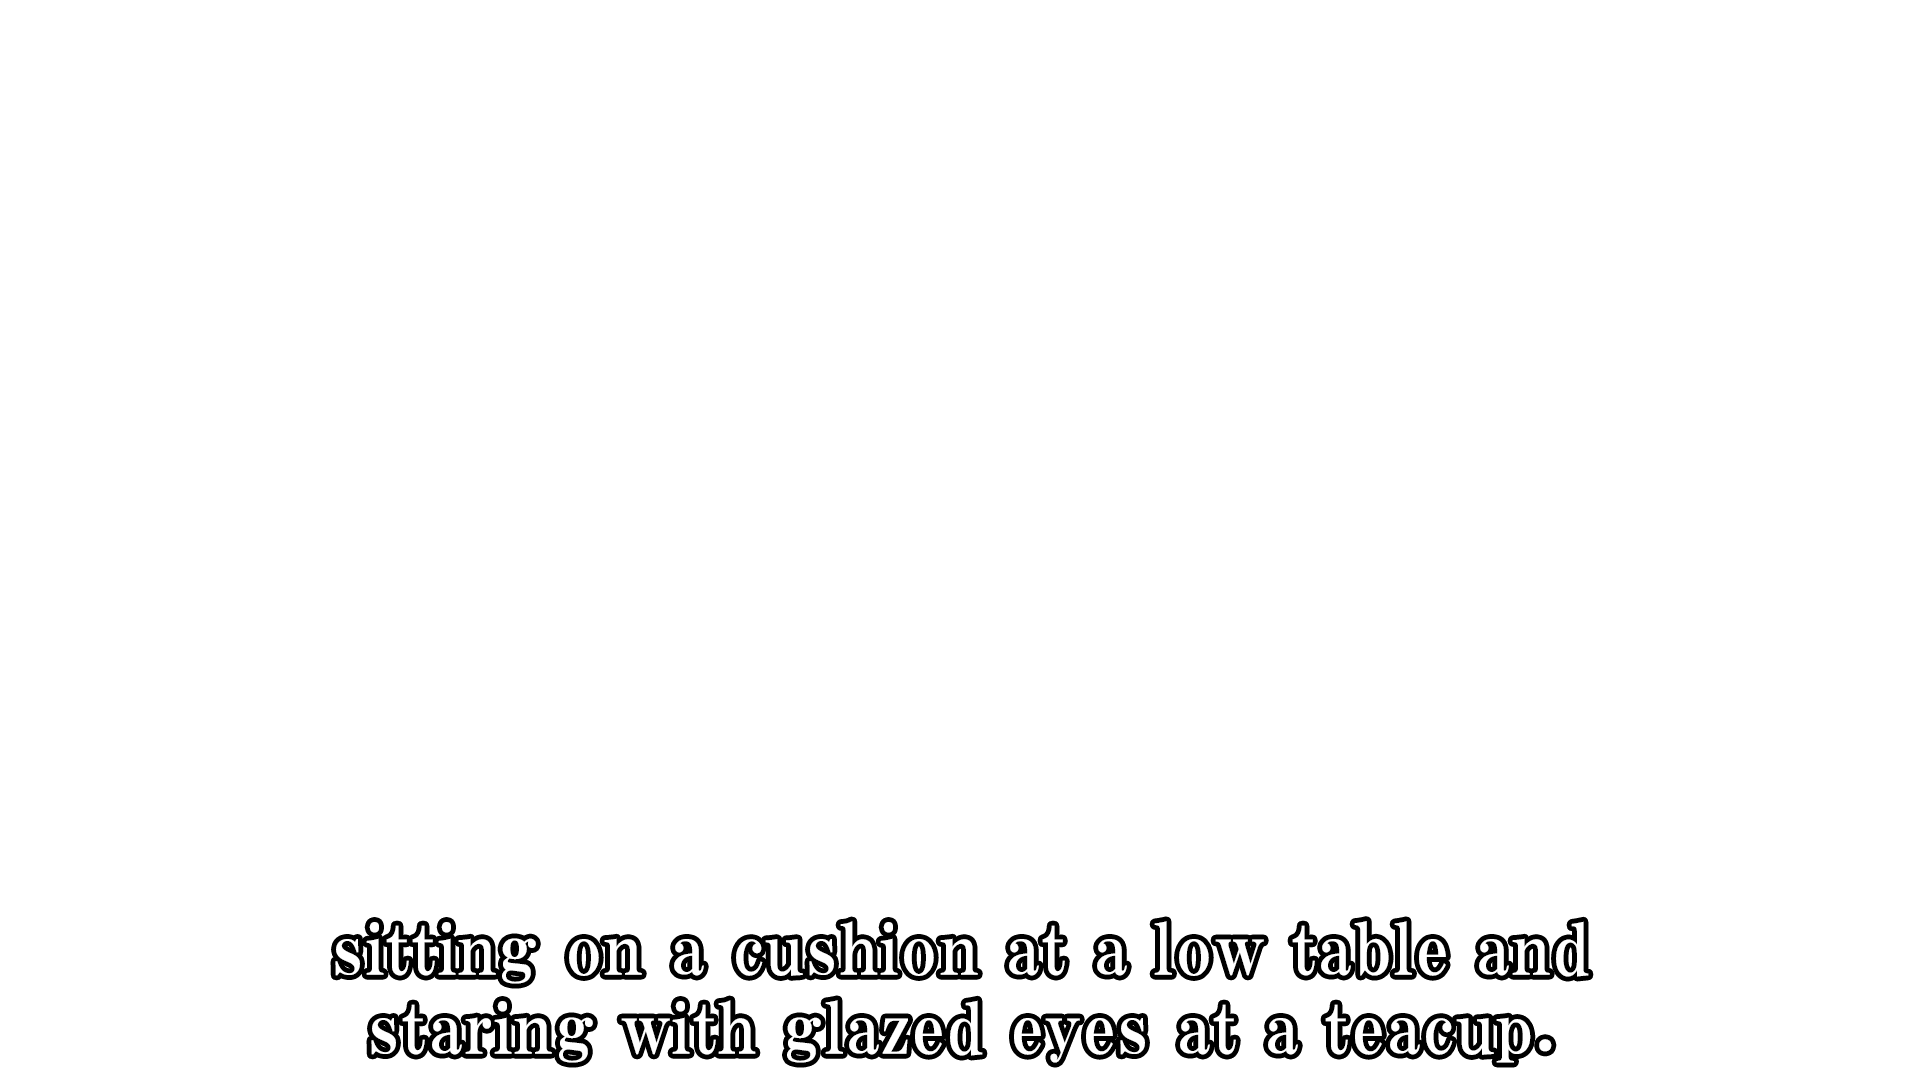 sitting on a cushion at a low table and
staring with glazed eyes at a teacup.